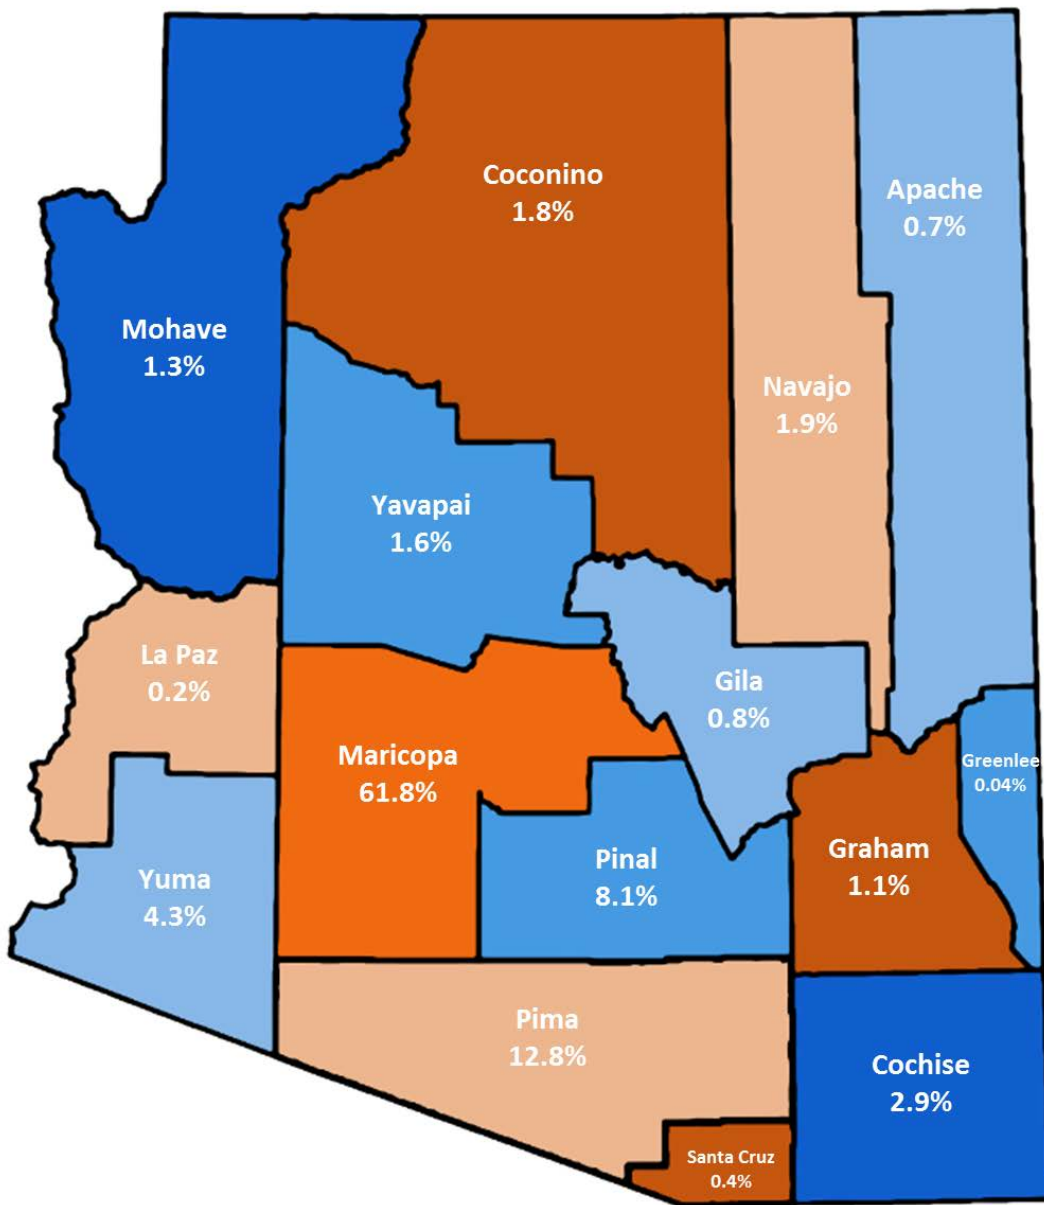 Coconino
1.8%
Apache
0.7%
Mohave
1.3%
Navajo
1.9%
Yavapai
1.6%
La Paz
0.2%
Gila
0.8%
Maricopa
61.8%
Greenlee
0.04%
Pinal
8.1%
Graham
1.1%
Yuma
4.3%
Pima
12.8%
Cochise
2.9%
Santa Cruz
0.4%